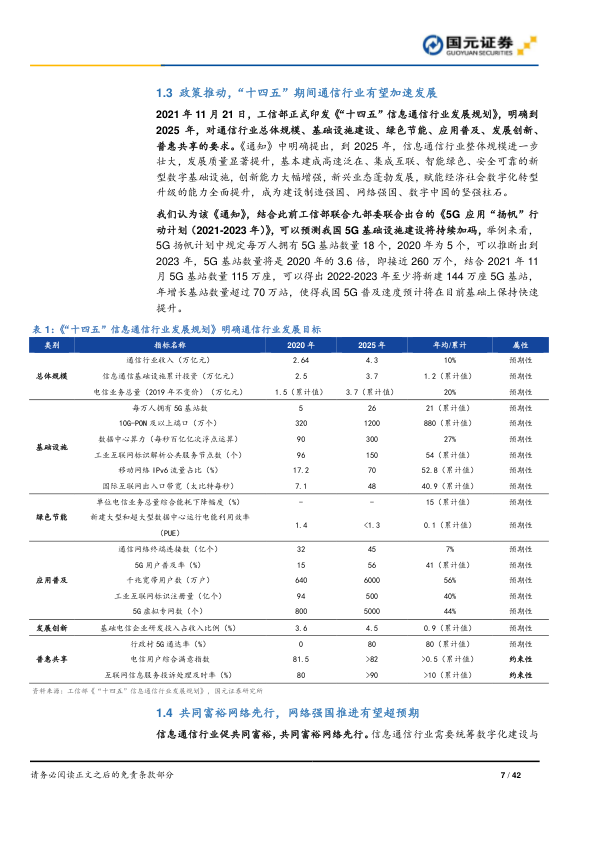 国元证券
GUOYUAN SECURITIES
1.3 政策推动，“十四五”期间通信行业有望加速发展
2021 年 11 月 21 日，工信部正式印发《“十四五”信息通信行业发展规划》，明确到
2025 年，对通信行业总体规模、基础设施建设、绿色节能、应用普及、发展创新、
普惠共享的要求。《通知》中明确提出，到 2025 年，信息通信行业整体规模进一步
壮大，发展质量显著提升，基本建成高速泛在、集成互联、智能绿色、安全可靠的新
型数字基础设施，创新能力大幅增强，新兴业态蓬勃发展，赋能经济社会数字化转型
升级的能力全面提升，成为建设制造强国、网络强国、数字中国的坚强柱石。
我们认为该《通知》，结合此前工信部联合九部委联合出台的《5G 应用“扬帆”行
动计划（2021-2023 年）》，可以预测我国 5G 基础设施建设将持续加码，举例来看，
5G 扬帆计划中规定每万人拥有 5G 基站数量 18 个，2020 年为 5 个，可以推断出到
2023 年，5G 基站数量将是 2020 年的 3.6 倍，即接近 260 万个，结合 2021 年 11
月 5G 基站数量 115 万座，可以得出 2022-2023 年至少将新建 144 万座 5G 基站，
年增长基站数量超过 70 万站，使得我国 5G 普及速度预计将在目前基础上保持快速
提升。
表 1：《“十四五”信息通信行业发展规划》明确通信行业发展目标
类别 指标名称 2020 年 2025 年 年均/累计 属性
通信行业收入（万亿元） 2.64 4.3 10% 预期性
总体规模 信息通信基础设施累计投资（万亿元） 2.5 3.7 1.2（累计值） 预期性
电信业务总量（2019 年不变价）（万亿元） 1.5（累计值） 3.7（累计值） 20% 预期性
每万人拥有 5G 基站数 5 26 21（累计值） 预期性
10G-PON 及以上端口（万个） 320 1200 880（累计值） 预期性
数据中心算力（每秒百亿亿次浮点运算） 90 300 27% 预期性
基础设施 工业互联网标识解析公共服务节点数（个） 96 150 54（累计值） 预期性
移动网络 IPv6 流量占比（%） 17.2 70 52.8（累计值） 预期性
国际互联网出入口带宽（太比特每秒） 7.1 48 40.9（累计值） 预期性
单位电信业务总量综合能耗下降幅度（%） - - 15（累计值） 预期性
绿色节能 新建大型和超大型数据中心运行电能利用效率
（PUE） 1.4 <1.3 0.1（累计值） 预期性
通信网络终端连接数（亿个） 32 45 7% 预期性
5G 用户普及率（%） 15 56 41（累计值） 预期性
应用普及 千兆宽带用户数（万户） 640 6000 56% 预期性
工业互联网标识注册量（亿个） 94 500 40% 预期性
5G 虚拟专网数（个） 800 5000 44% 预期性
发展创新 基础电信企业研发投入占收入比例（%） 3.6 4.5 0.9（累计值） 预期性
行政村 5G 通达率（%） 0 80 80（累计值） 预期性
普惠共享 电信用户综合满意指数 81.5 >82 >0.5（累计值） 约束性
互联网信息服务投诉处理及时率（%） 80 >90 >10（累计值） 约束性
资料来源：工信部《“十四五”信息通信行业发展规划》，国元证券研究所
1.4 共同富裕网络先行，网络强国推进有望超预期
信息通信行业促共同富裕，共同富裕网络先行。信息通信行业需要统筹数字化建设与
请务必阅读正文之后的免责条款部分
7 / 42